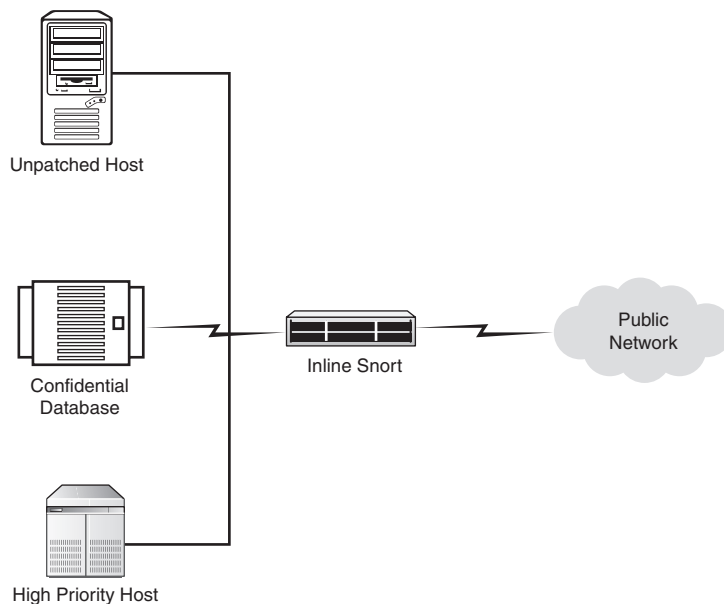 Unpatched Host
Confidential
Database
Inline Snort
Public
Network
High Priority Host